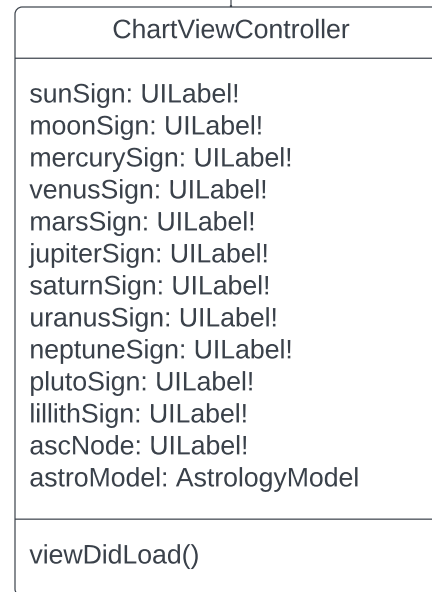 ChartViewController
sunSign: UILabel!
moonSign: UILabel!
mercurySign: UILabel!
venusSign: UILabel!
marsSign: UILabel!
jupiterSign: UILabel!
saturnSign: UILabel!
uranusSign: UILabel!
neptuneSign: UILabel!
plutoSign: UILabel!
lillithSign: UILabel!
ascNode: UILabel!
astroModel: AstrologyModel
viewDidLoad()